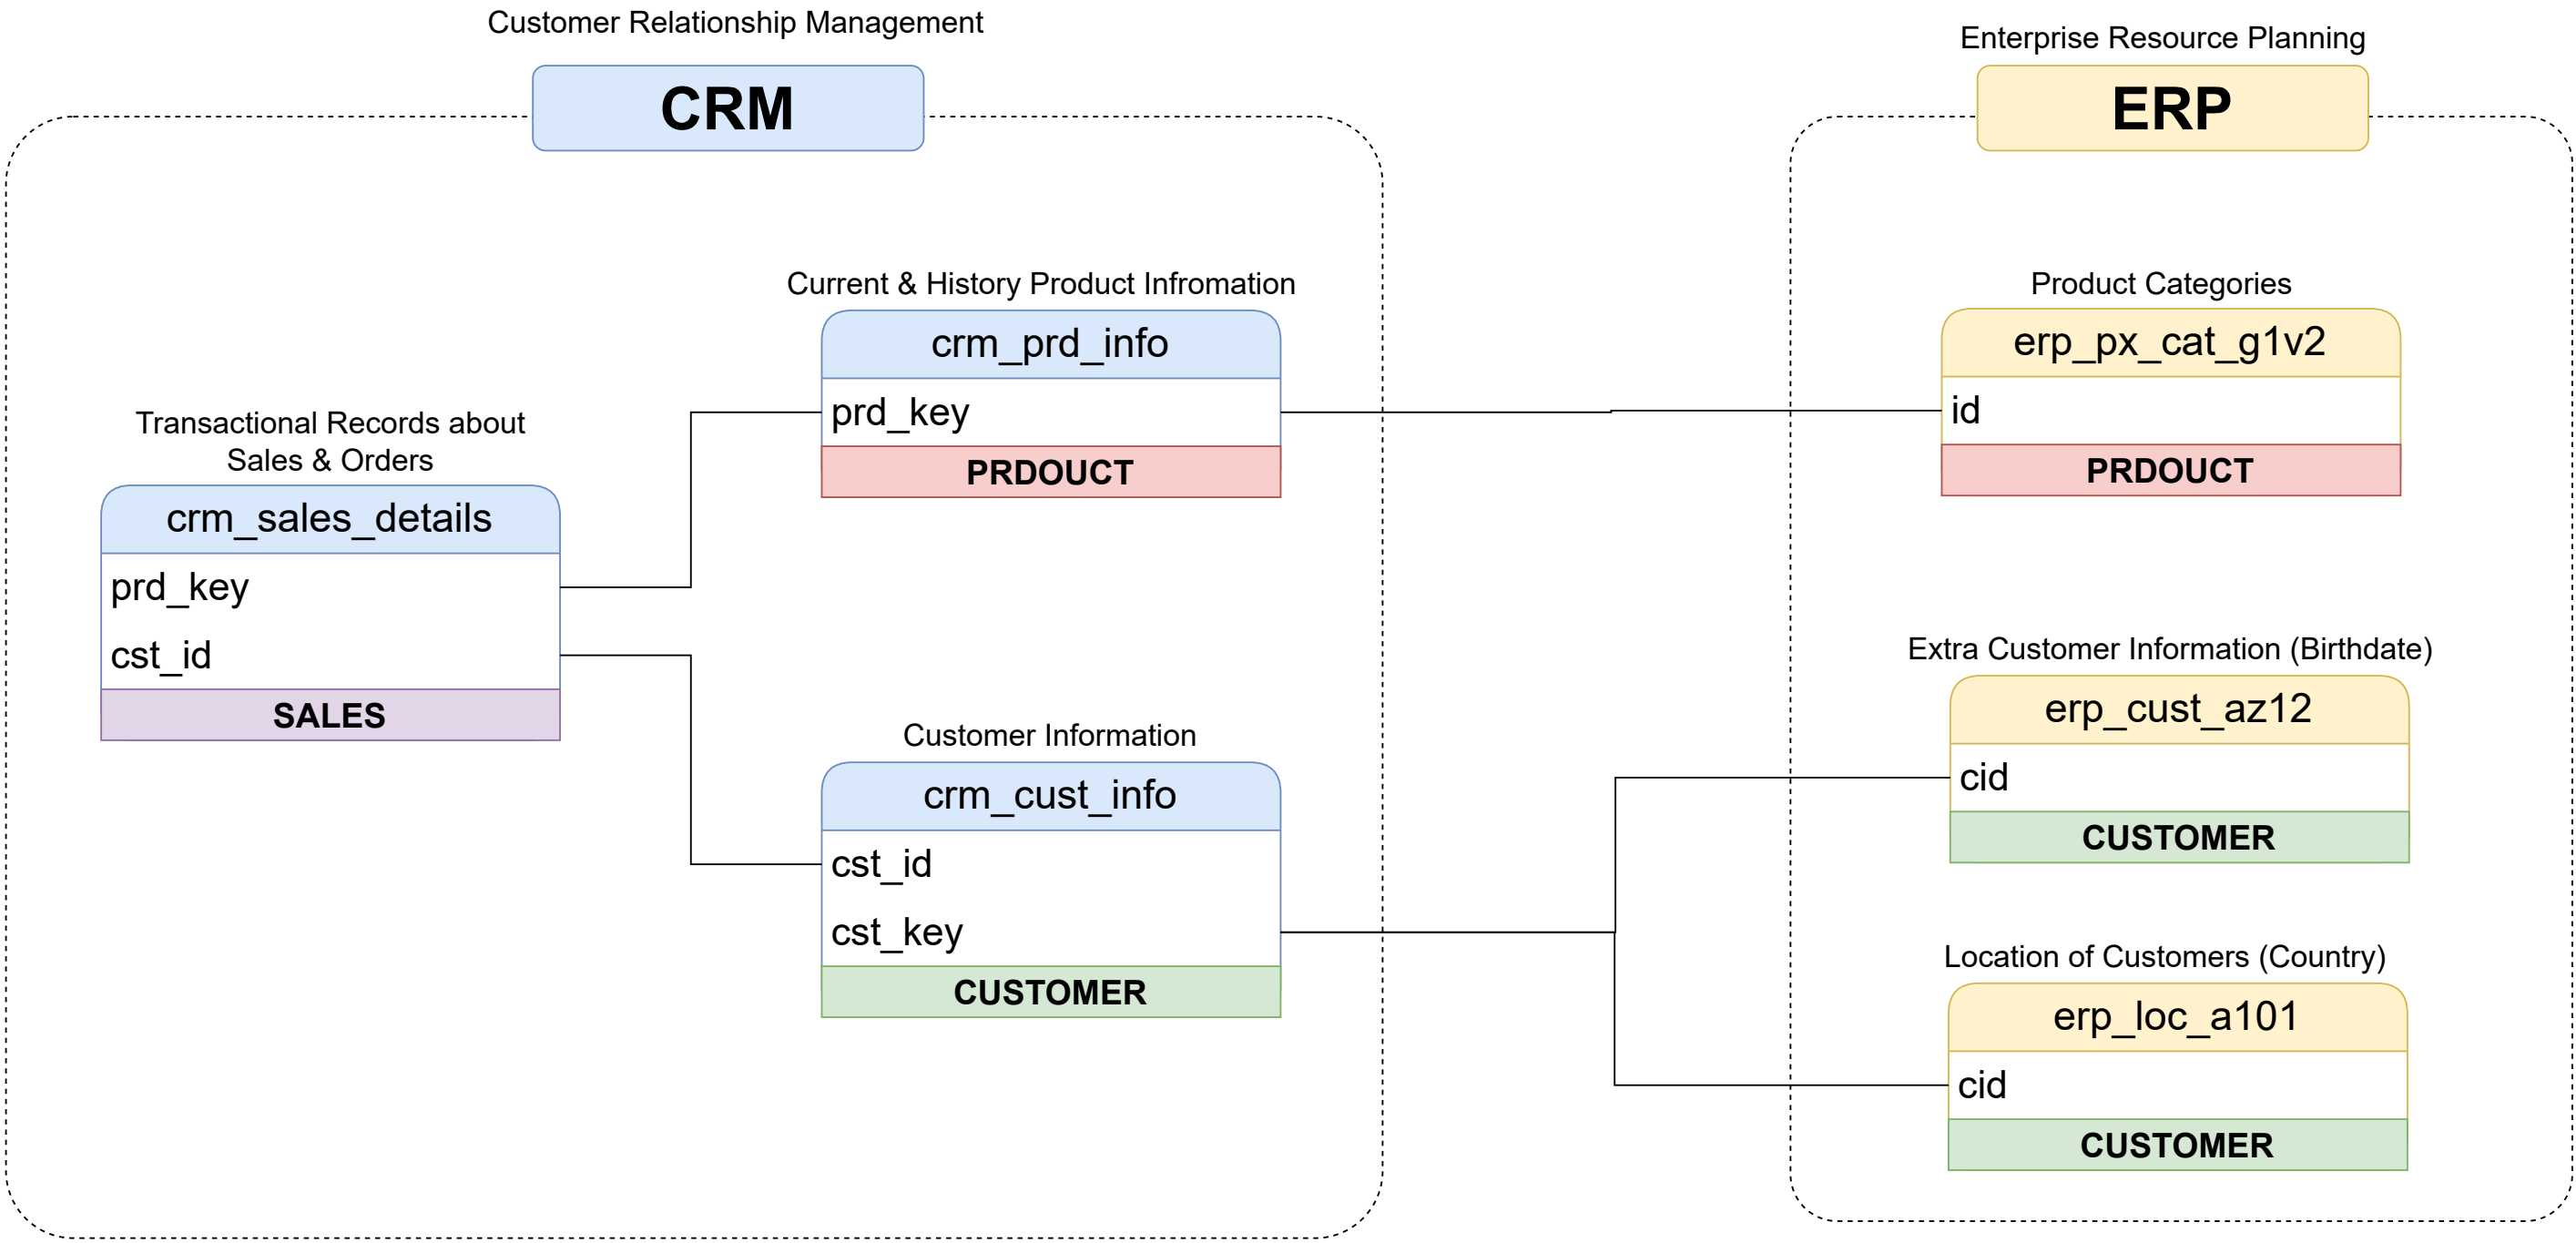 Customer Relationship Management
CRM
Transactional Records about
Sales & Orders
crm_sales_details
prd_key
cst_id
SALES
Current & History Product Infromation
crm_prd_info
prd_key
PRDOUCT
Customer Information
crm_cust_info
cst_id
cst_key
CUSTOMER
Enterprise Resource Planning
ERP
Product Categories
erp_px_cat_g1v2
id
PRDOUCT
Extra Customer Information (Birthdate)
erp_cust_az12
cid
CUSTOMER
Location of Customers (Country)
erp_loc_a101
cid
CUSTOMER